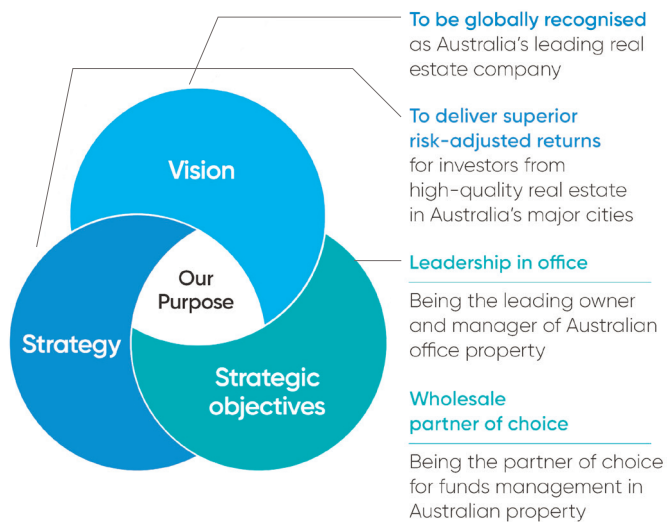 To be globally recognised
as Australia's leading real
estate company
To deliver superior
risk-adjusted returns
for investors from
high-quality real estate
in Australia's major cities
Leadership in office
Being the leading owner
and manager of Australian
office property
Wholesale
partner of choice
Being the partner of choice
for funds management in
Australian property
Vision
Our
Purpose
Strategy
Strategic
objectives